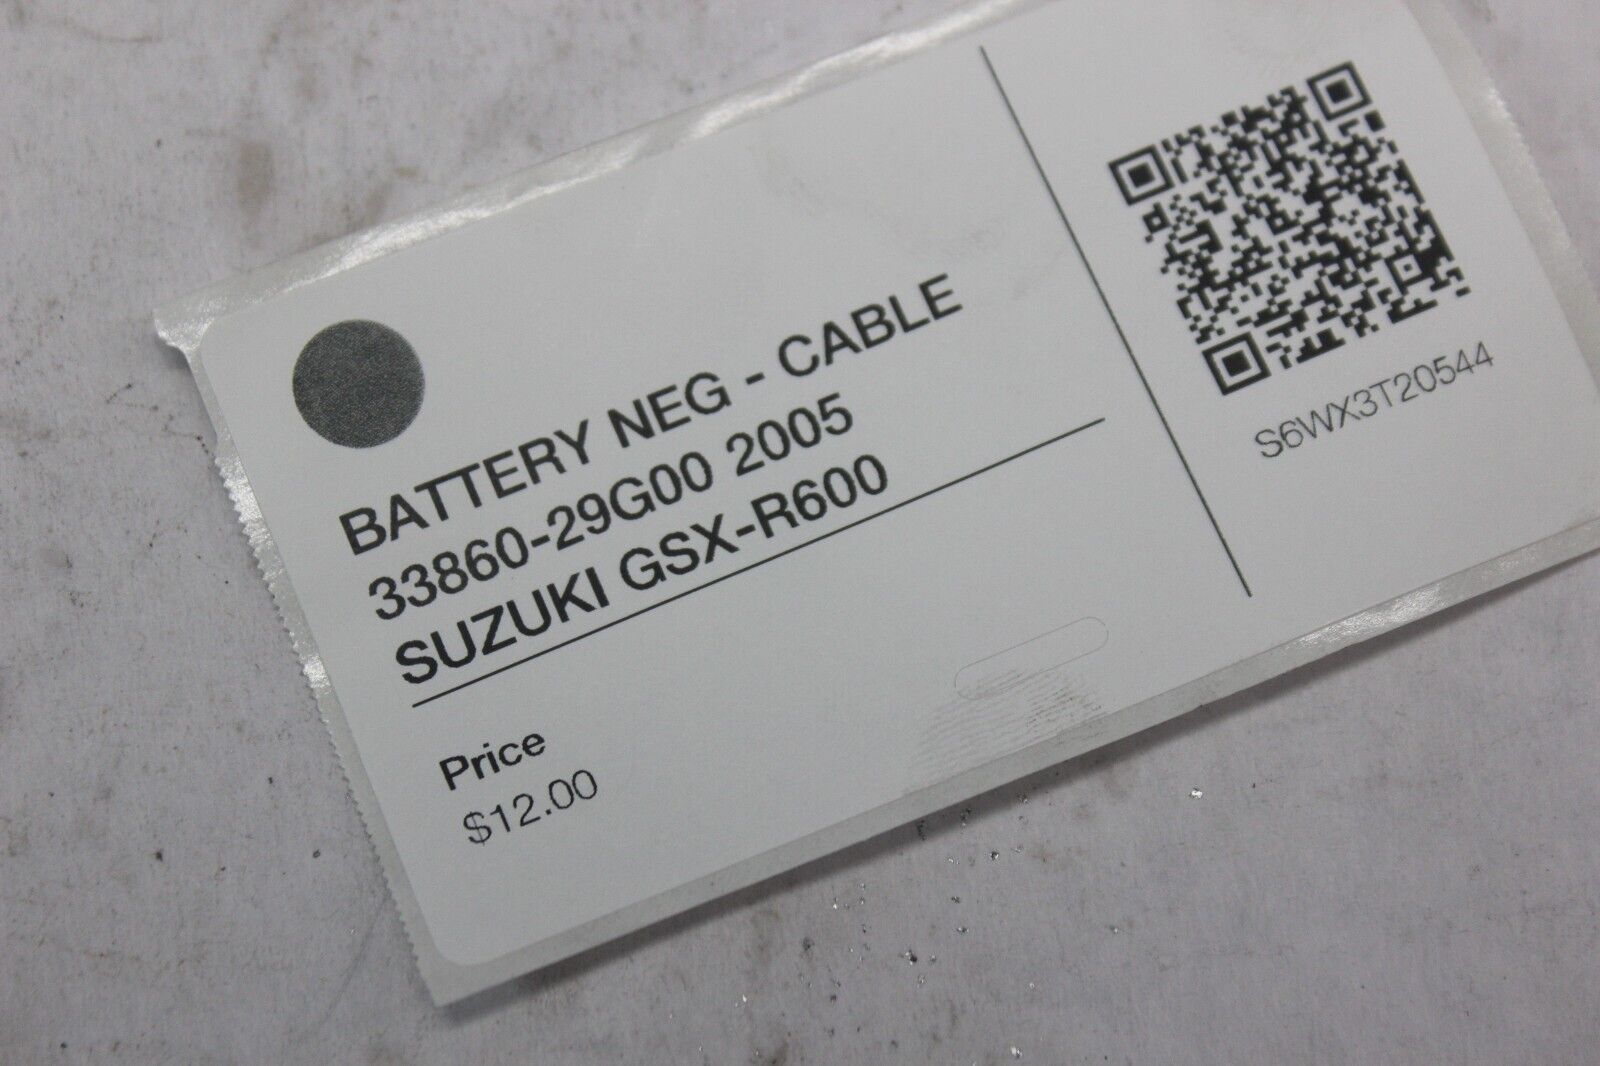 BATTERY NEG - CABLE
33860-29G00 2005
SUZUKI GSX-R600
Price
$12.00
S6WX3T20544